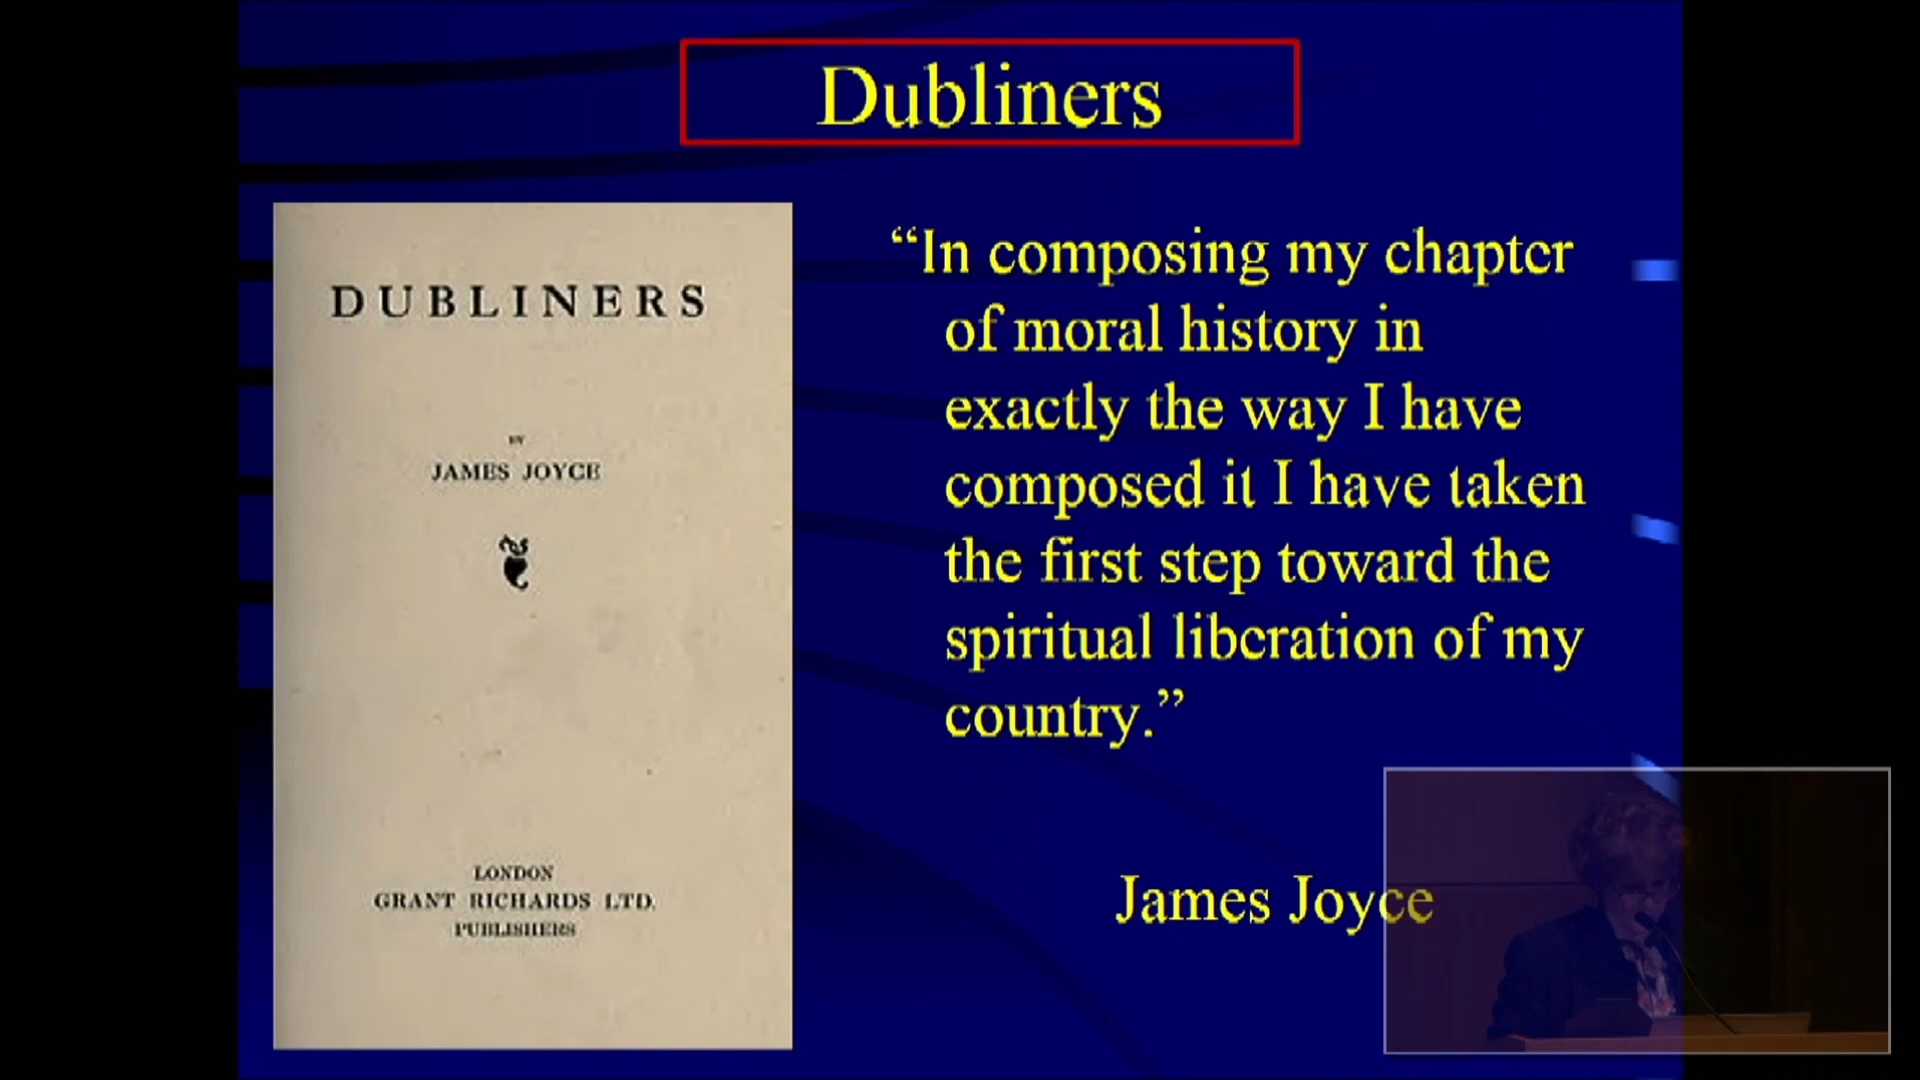 Dubliners
DUBLINERS
BY
JAMES JOYCE
LONDON
GRANT RICHARDS LTD.
PUBLISHERS
“In composing my chapter
of moral history in
exactly the way I have
composed it I have taken
the first step toward the
spiritual liberation of my
country.”
James Joyce